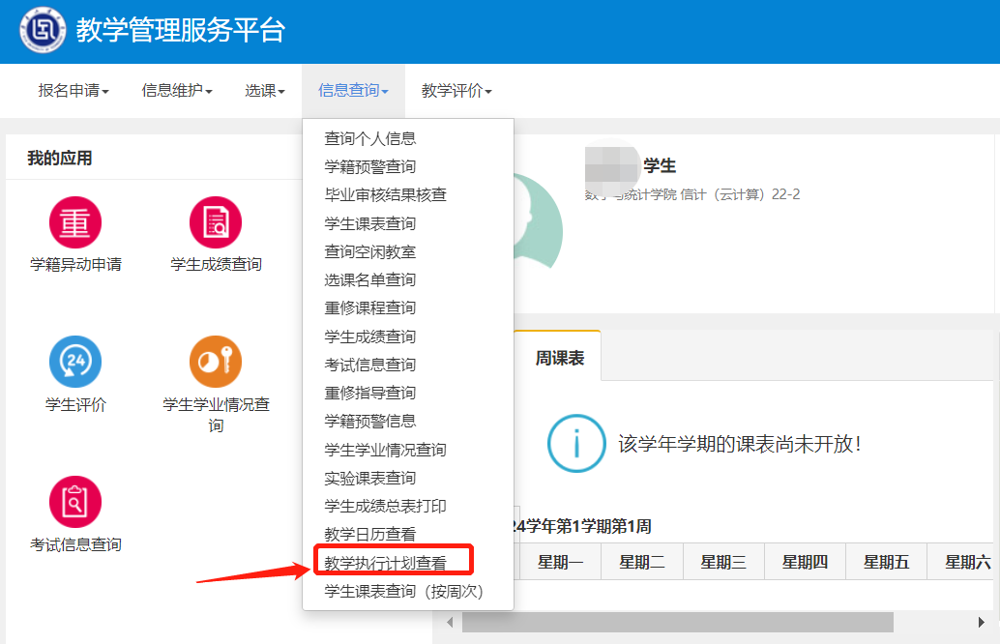 教学管理服务平台
报名申请 信息维护 选课 信息查询 教学评价
我的应用
重
学籍异动申请
学生成绩查询
24
学生评价
学生学业情况查
询
考试信息查询
查询个人信息
学籍预警查询
毕业审核结果核查
学生课表查询
查询空闲教室
选课名单查询
重修课程查询
学生成绩查询
考试信息查询
重修指导查询
学籍预警信息
学生学业情况查询
实验课表查询
学生成绩总表打印
教学日历查看
教学执行计划查看
学生课表查询（按周次）
学生
数学与统计学院 信计（云计算）22-2
周课表
该学年学期的课表尚未开放！
24学年第1学期第1周
星期一 星期二 星期三 星期四 星期五 星期六